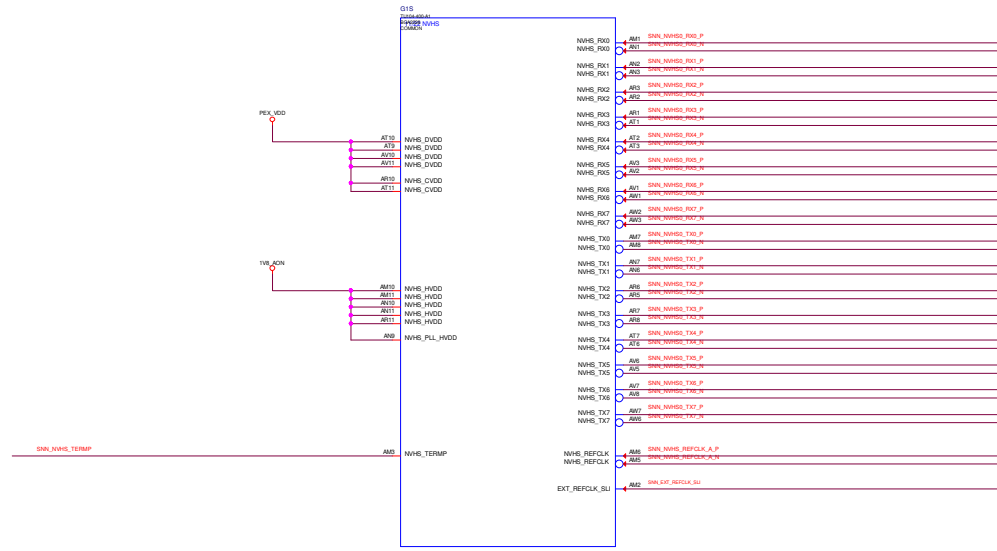 G1S
COMMON
PEX_VDD
AT10 NVHS_DVDD
AT9 NVHS_DVDD
AV10 NVHS_DVDD
AV11 NVHS_DVDD
AR10 NVHS_CVDD
AT11 NVHS_CVDD
1V8_AON
AM10 NVHS_HVDD
AM11 NVHS_HVDD
AN10 NVHS_HVDD
AN11 NVHS_HVDD
AR11 NVHS_HVDD
AN9 NVHS_PLL_HVDD
SNN_NVHS_TERMP AM3 NVHS_TERMP
NVHS_RX0 AM1 SNN_NVHS0_RX0_P
NVHS_RX0 AN1 SNN_NVHS0_RX0_N
NVHS_RX1 AN2 SNN_NVHS0_RX1_P
NVHS_RX1 AN3 SNN_NVHS0_RX1_N
NVHS_RX2 AR3 SNN_NVHS0_RX2_P
NVHS_RX2 AR2 SNN_NVHS0_RX2_N
NVHS_RX3 AR1 SNN_NVHS0_RX3_P
NVHS_RX3 AT1 SNN_NVHS0_RX3_N
NVHS_RX4 AT2 SNN_NVHS0_RX4_P
NVHS_RX4 AT3 SNN_NVHS0_RX4_N
NVHS_RX5 AV3 SNN_NVHS0_RX5_P
NVHS_RX5 AV2 SNN_NVHS0_RX5_N
NVHS_RX6 AV1 SNN_NVHS0_RX6_P
NVHS_RX6 AW1 SNN_NVHS0_RX6_N
NVHS_RX7 AW2 SNN_NVHS0_RX7_P
NVHS_RX7 AW3 SNN_NVHS0_RX7_N
NVHS_TX0 AM7 SNN_NVHS0_TX0_P
NVHS_TX0 AM8 SNN_NVHS0_TX0_N
NVHS_TX1 AN7 SNN_NVHS0_TX1_P
NVHS_TX1 AN6 SNN_NVHS0_TX1_N
NVHS_TX2 AR6 SNN_NVHS0_TX2_P
NVHS_TX2 AR5 SNN_NVHS0_TX2_N
NVHS_TX3 AR7 SNN_NVHS0_TX3_P
NVHS_TX3 AR8 SNN_NVHS0_TX3_N
NVHS_TX4 AT7 SNN_NVHS0_TX4_P
NVHS_TX4 AT6 SNN_NVHS0_TX4_N
NVHS_TX5 AV6 SNN_NVHS0_TX5_P
NVHS_TX5 AV5 SNN_NVHS0_TX5_N
NVHS_TX6 AV7 SNN_NVHS0_TX6_P
NVHS_TX6 AV8 SNN_NVHS0_TX6_N
NVHS_TX7 AW7 SNN_NVHS0_TX7_P
NVHS_TX7 AW6 SNN_NVHS0_TX7_N
NVHS_REFCLK AM6 SNN_NVHS_REFCLK_A_P
NVHS_REFCLK AM5 SNN_NVHS_REFCLK_A_N
EXT_REFCLK_SLI AM2 SNN_EXT_REFCLK_SLI